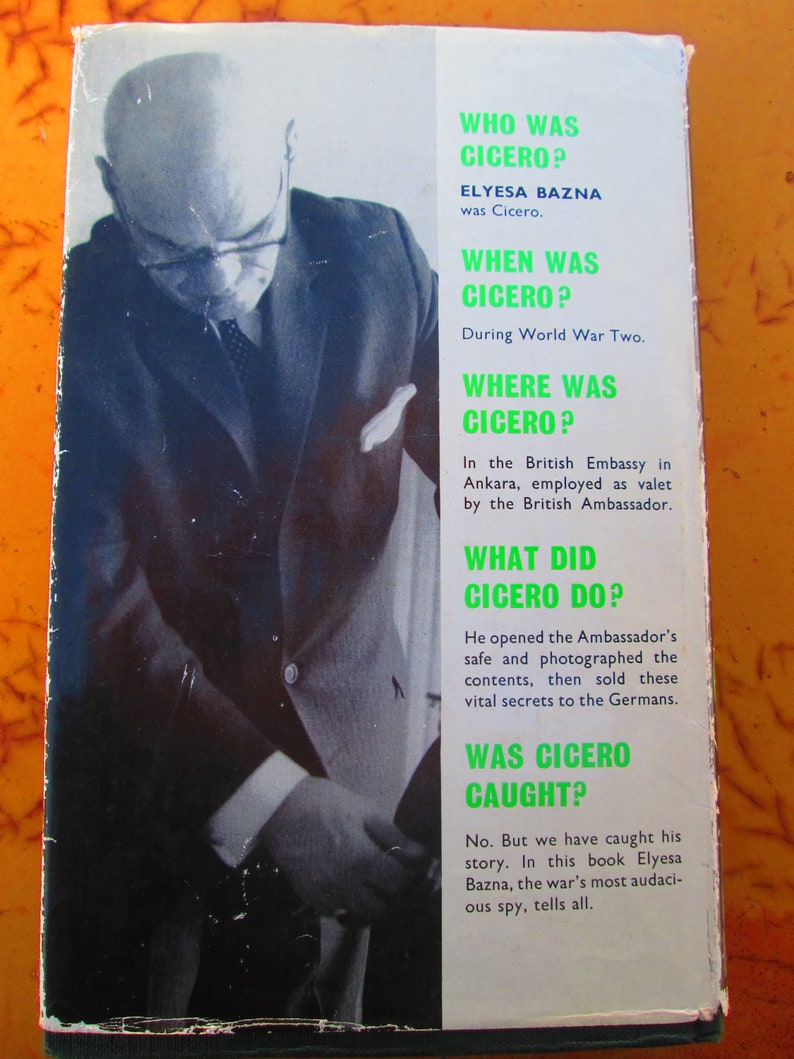 WHO WAS
CICERO?
ELYESA BAZNA
was Cicero.
WHEN WAS
CICERO?
During World War Two.
WHERE WAS
CICERO?
In the British Embassy in
Ankara, employed as valet
by the British Ambassador.
WHAT DID
CICERO DO?
He opened the Ambassador's
safe and photographed the
contents, then sold these
vital secrets to the Germans.
WAS CICERO
CAUGHT?
No. But we have caught his
story. In this book Elyesa
Bazna, the war's most audaci-
ous spy, tells all.